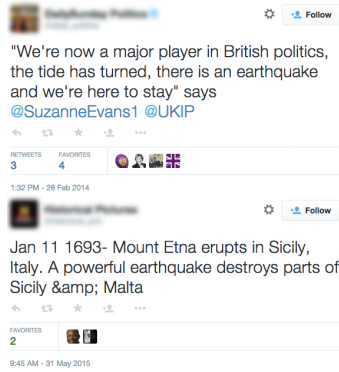 Follow
"We're now a major player in British politics,
the tide has turned, there is an earthquake
and we're here to stay" says
@SuzanneEvans1 @UKIP
RETWEETS FAVORITES
3 4
1:32 PM - 28 Feb 2014
Follow
Jan 11 1693- Mount Etna erupts in Sicily,
Italy. A powerful earthquake destroys parts of
Sicily &amp; Malta
FAVORITES
2
9:45 AM - 31 May 2015